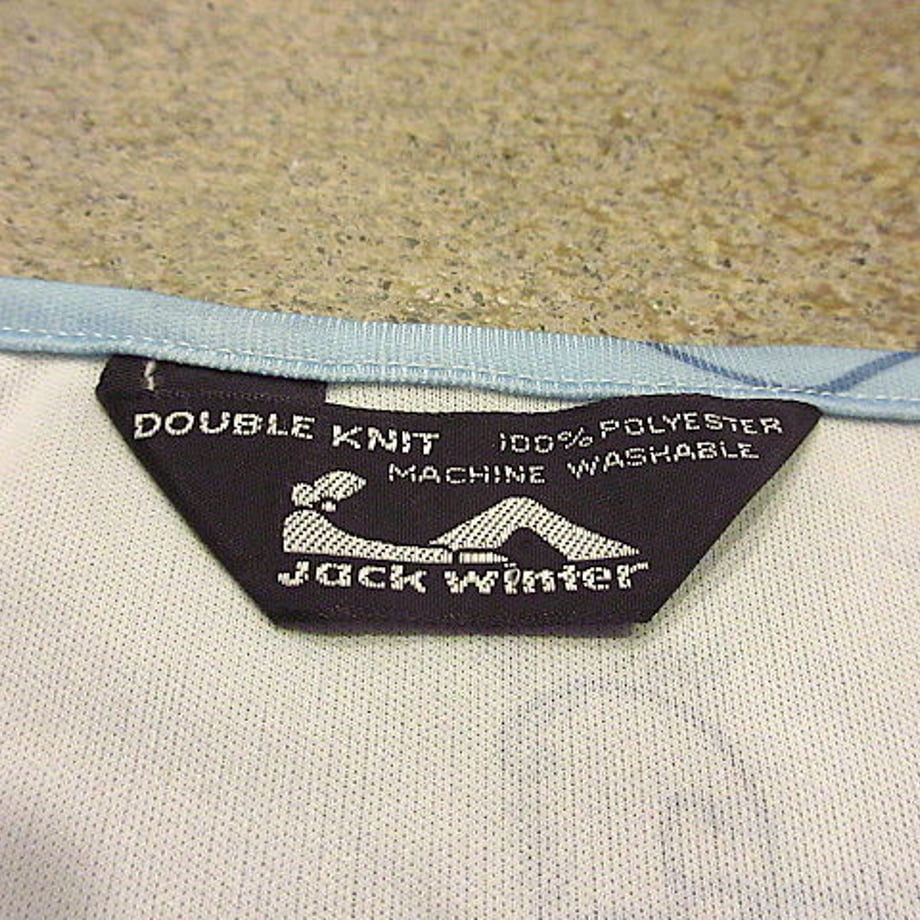 DOUBLE KNIT
100% POLYESTER
MACHINE WASHABLE
Jack Winter